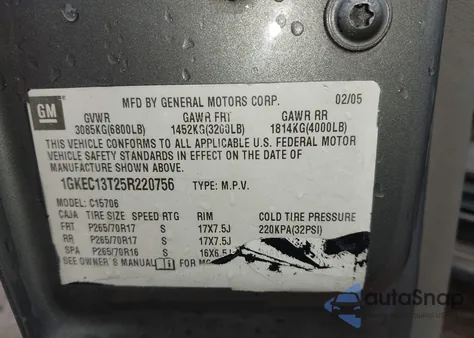 GM
MFD BY GENERAL MOTORS CORP. 02/05
GVWR GAWR FRT GAWR RR
3085KG(6800LB) 1452KG(3200LB) 1814KG(4000LB)
THIS VEHICLE CONFORMS TO ALL APPLICABLE U.S. FEDERAL MOTOR
VEHICLE SAFETY STANDARDS IN EFFECT ON THE DATE OF
MANUFACTURE SHOWN ABOVE.
1GKEC13T25R220756 TYPE: M.P.V.
MODEL: C15706
CAJA TIRE SIZE SPEED RTG RIM COLD TIRE PRESSURE
FRT P265/70R17 S 17X7.5J 220KPA(32PSI)
RR P265/70R17 S 17X7.5J
SPA P265/70R16 S 16X6.5J
SEE OWNER'S MANUAL FOR
autaSnap